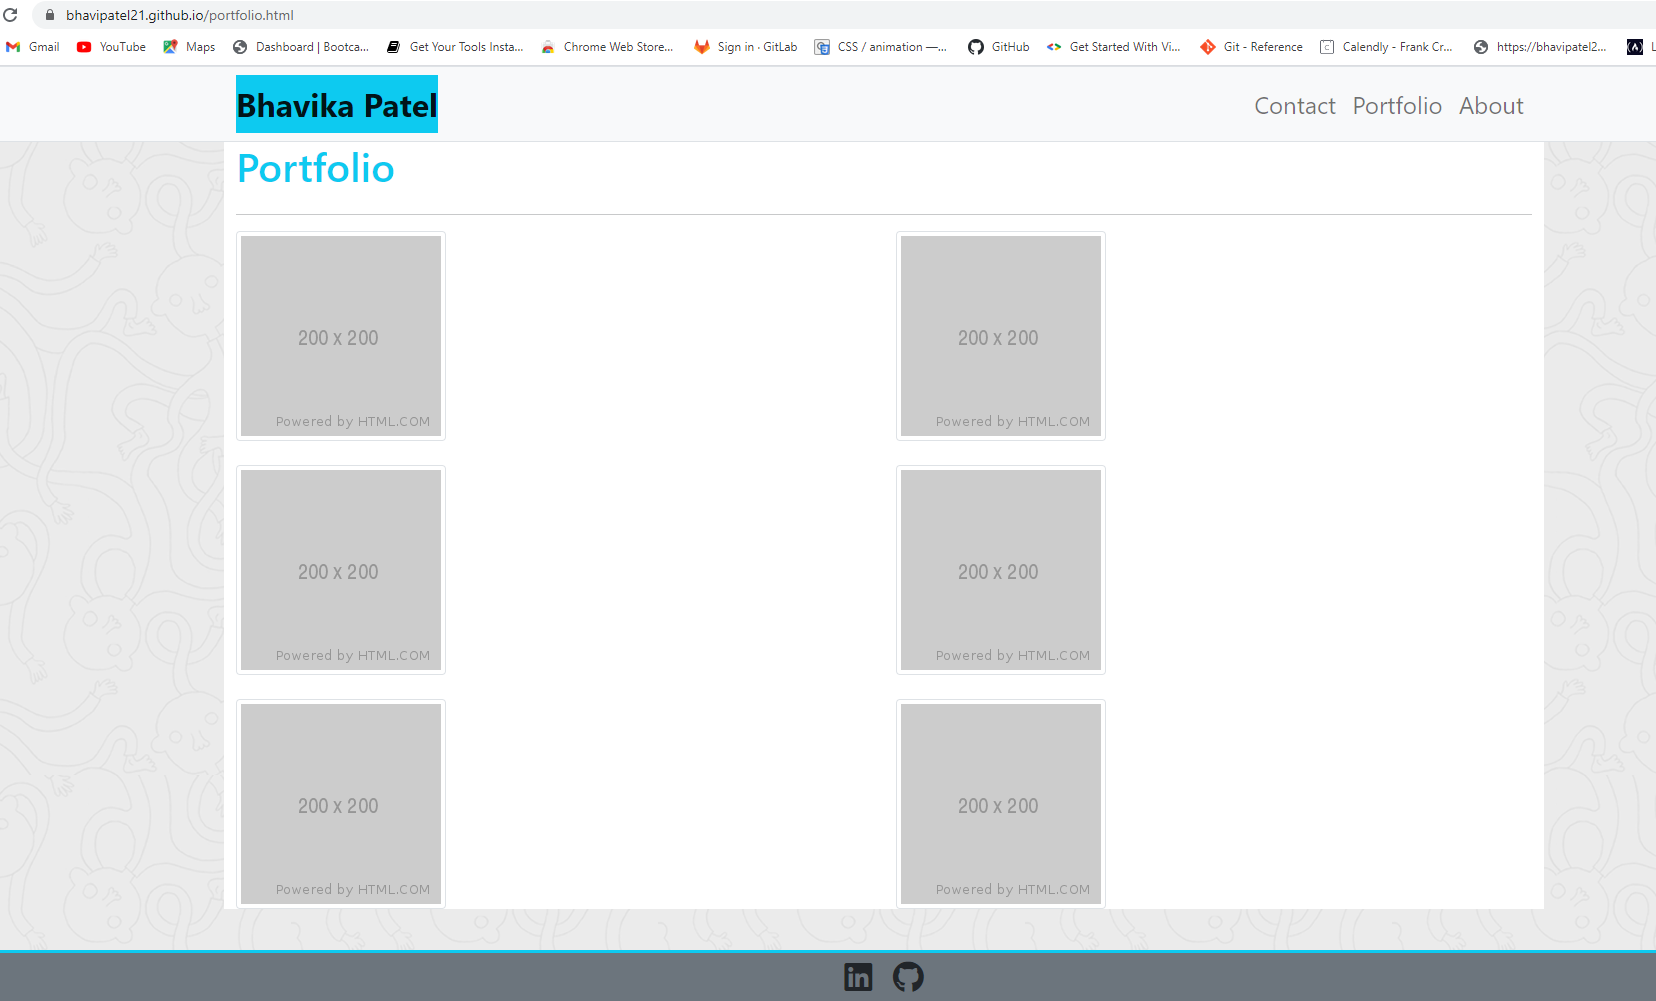 bhavipatel21.github.io/portfolio.html
Gmail YouTube Maps Dashboard | Bootca... Get Your Tools Insta... Chrome Web Store... Sign in · GitLab CSS / animation —... GitHub Get Started With Vi... Git - Reference Calendly - Frank Cr... https://bhavipatel2... L
Bhavika Patel Contact Portfolio About
Portfolio
200 x 200 200 x 200
Powered by HTML.COM Powered by HTML.COM
200 x 200 200 x 200
Powered by HTML.COM Powered by HTML.COM
200 x 200 200 x 200
Powered by HTML.COM Powered by HTML.COM
in